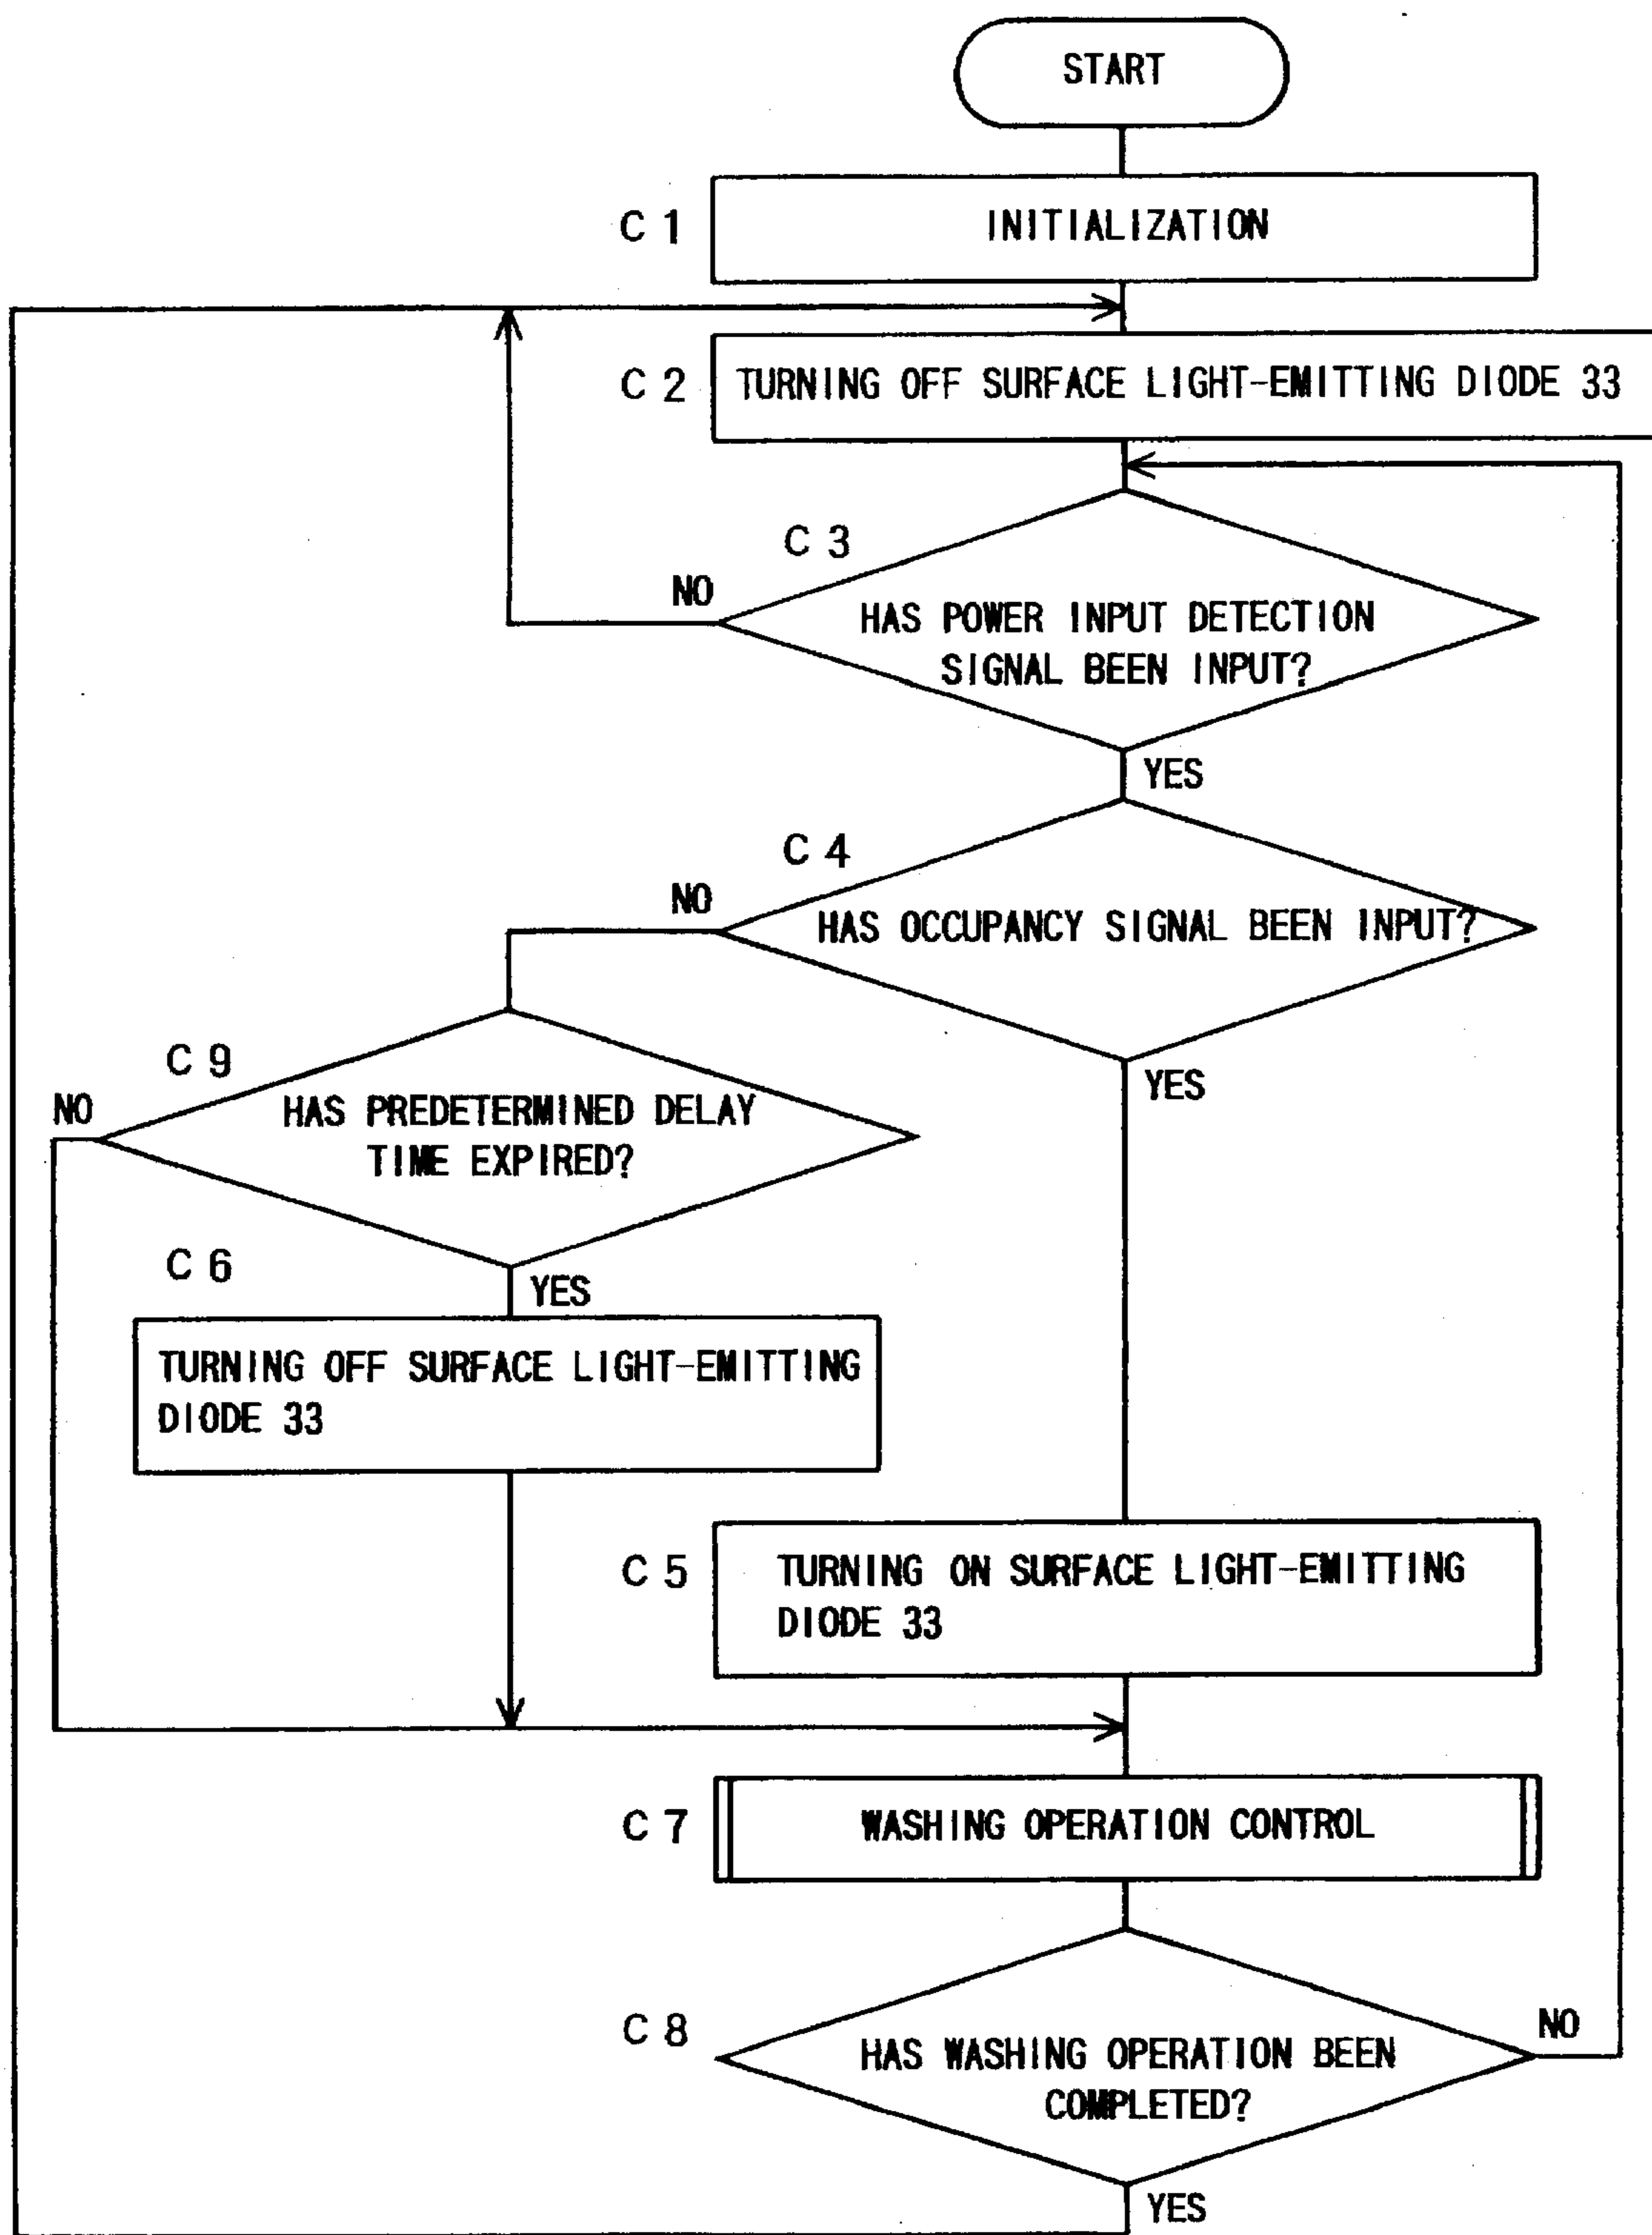 START
C 1
INITIALIZATION
C 2
TURNING OFF SURFACE LIGHT-EMITTING DIODE 33
C 3
NO
HAS POWER INPUT DETECTION
SIGNAL BEEN INPUT?
YES
C 4
NO
HAS OCCUPANCY SIGNAL BEEN INPUT?
YES
C 9
NO
HAS PREDETERMINED DELAY
TIME EXPIRED?
C 6
YES
TURNING OFF SURFACE LIGHT-EMITTING
DIODE 33
C 5
TURNING ON SURFACE LIGHT-EMITTING
DIODE 33
C 7
WASHING OPERATION CONTROL
C 8
NO
HAS WASHING OPERATION BEEN
COMPLETED?
YES